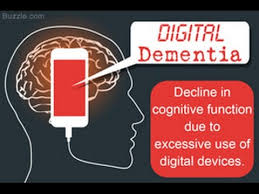 Buzzle.com
DIGITAL
Dementia
Decline in
cognitive function
due to
excessive use of
digital devices.